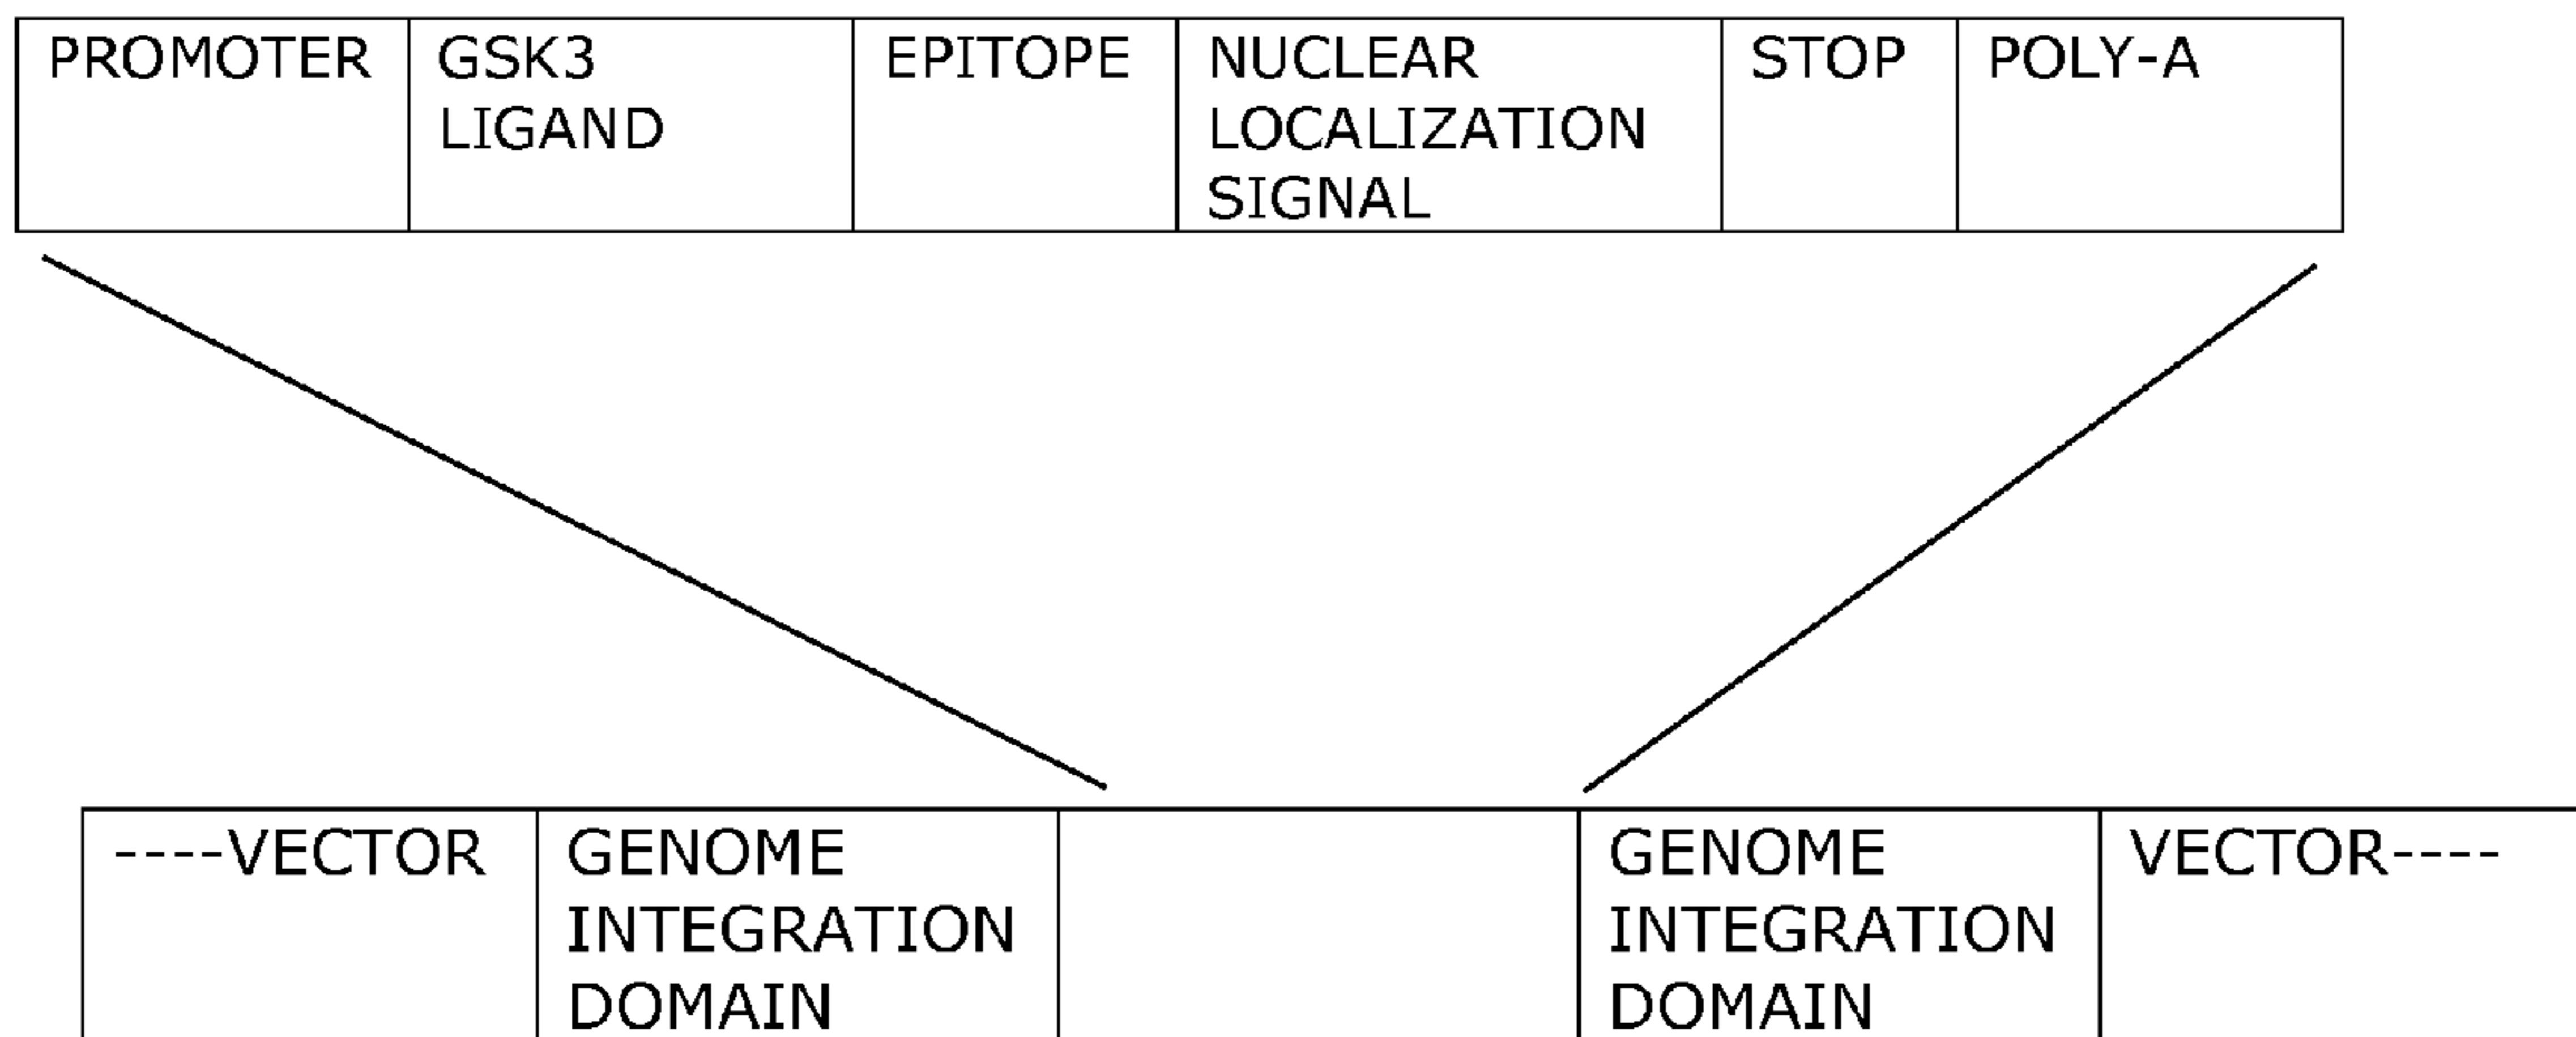 PROMOTER
GSK3
LIGAND
EPITOPE
NUCLEAR
LOCALIZATION
SIGNAL
STOP
POLY-A
----VECTOR
GENOME
INTEGRATION
DOMAIN
GENOME
INTEGRATION
DOMAIN
VECTOR----